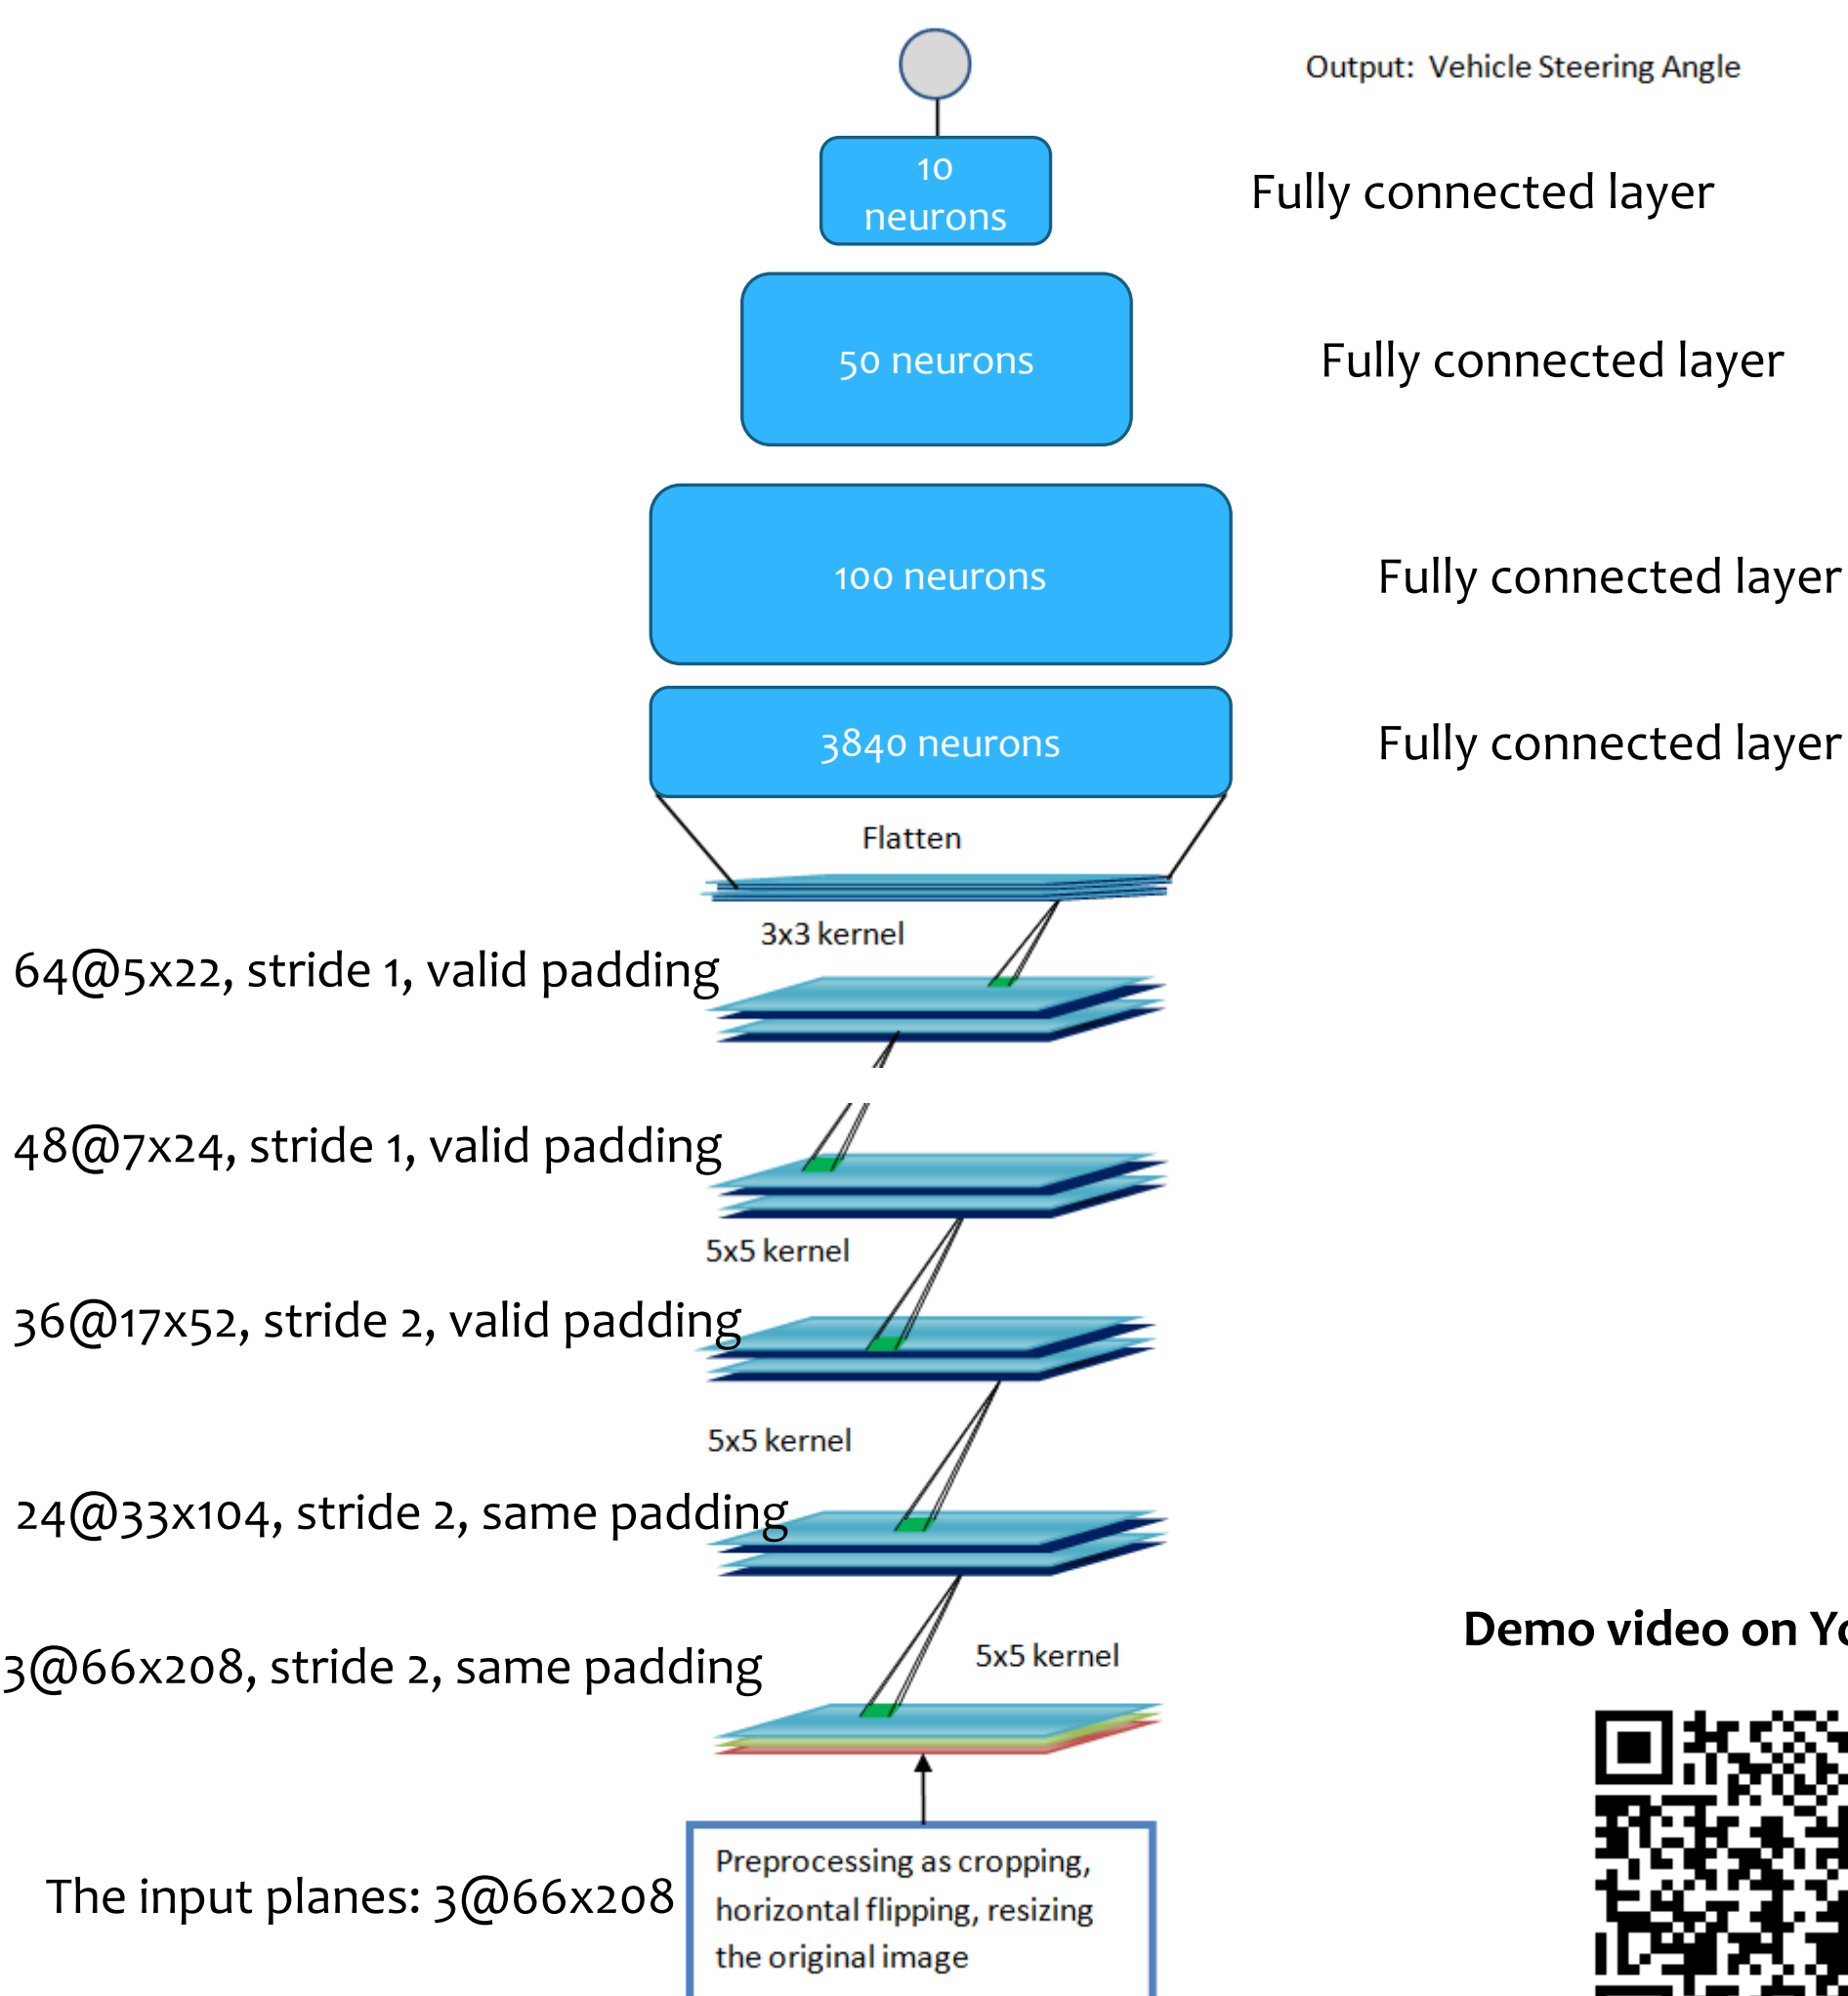 Output:  Vehicle Steering Angle
10
neurons
Fully connected layer
50 neurons
Fully connected layer
100 neurons
Fully connected layer
3840 neurons
Fully connected layer
Flatten
3x3 kernel
64@5x22, stride 1, valid padding
48@7x24, stride 1, valid padding
5x5 kernel
36@17x52, stride 2, valid padding
5x5 kernel
24@33x104, stride 2, same padding
5x5 kernel
3@66x208, stride 2, same padding
Demo video on Yo
The input planes: 3@66x208
Preprocessing as cropping,
horizontal flipping, resizing
the original image